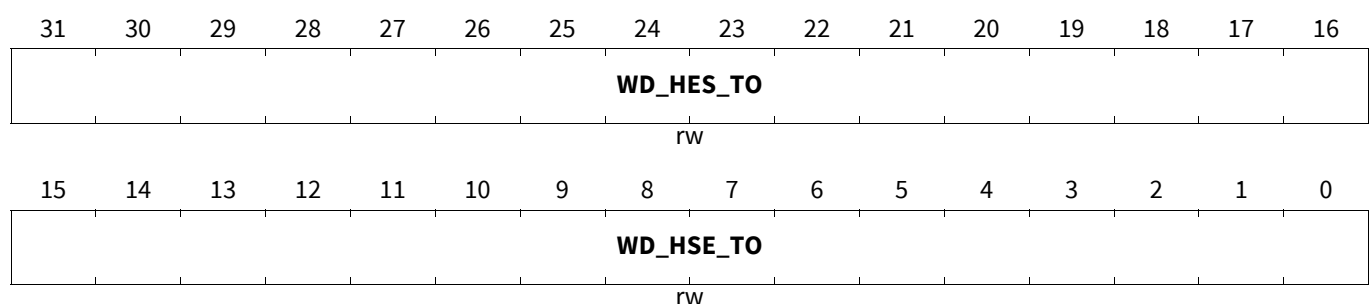 31 30 29 28 27 26 25 24 23 22 21 20 19 18 17 16
WD_HES_TO
rw
15 14 13 12 11 10 9 8 7 6 5 4 3 2 1 0
WD_HSE_TO
rw